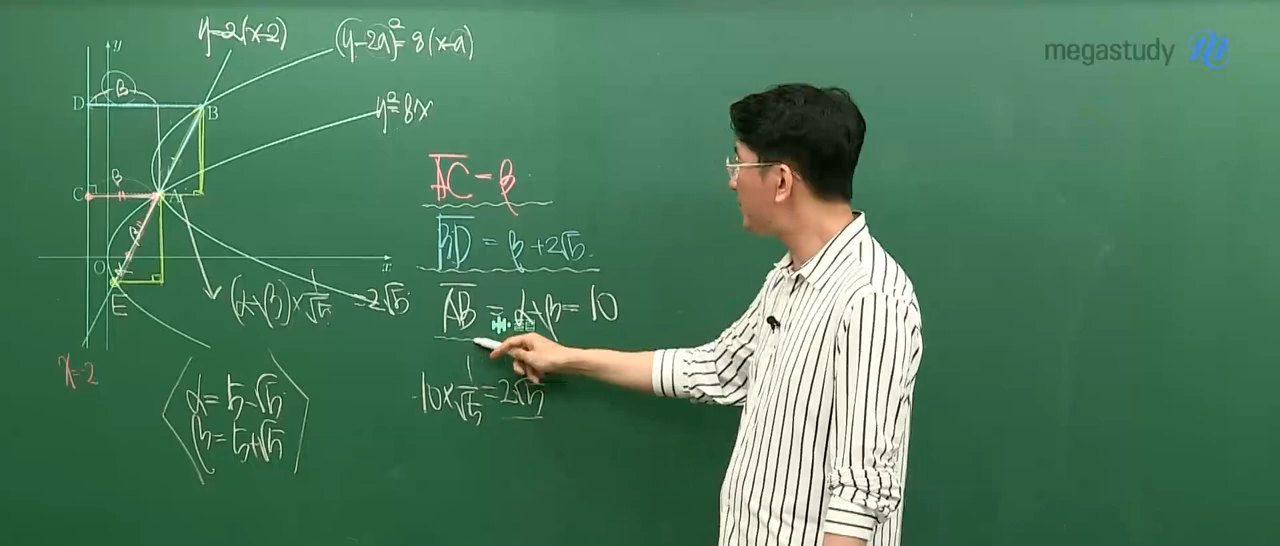 megastudy
y=2(x-2)
(y-2a)²=8(x-a)
y²=8x
y
D
β
B
C
β
A
β
O
x
E
x=-2
(α+β)×1/√5=2√5
α=5-√5
β=5+√5
AC=β
BD=β+2√5
AB=α+β=10
10×1/√5=2√5